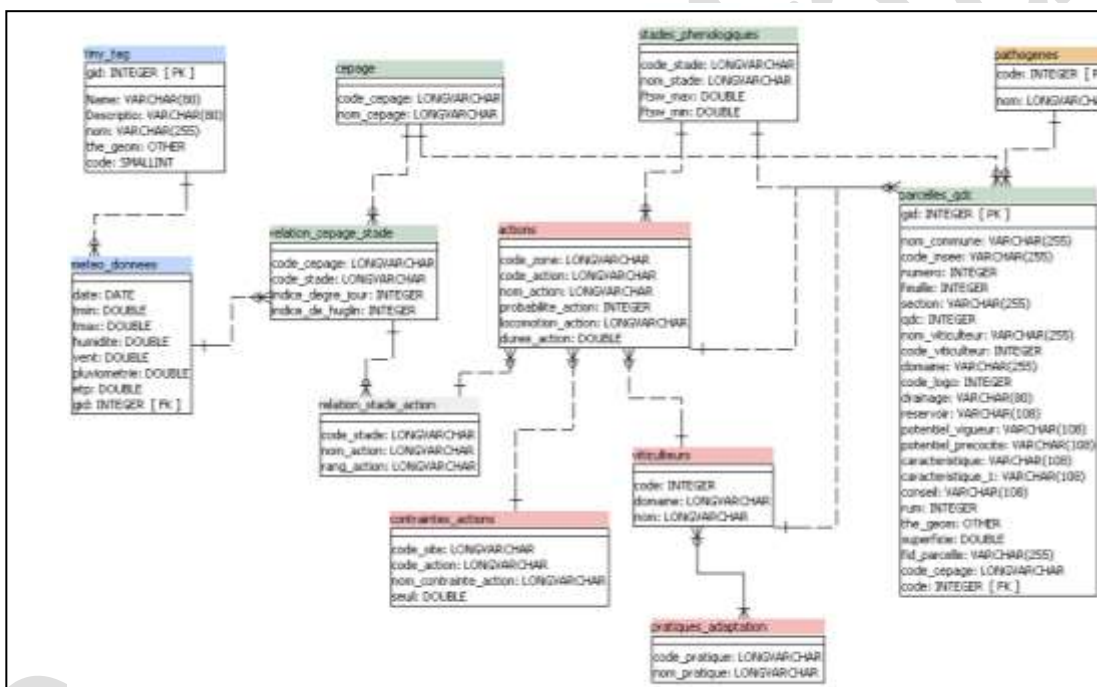 tiny_tag
gid: INTEGER [ PK ]
Name: VARCHAR(80)
Descriptio: VARCHAR(80)
nom: VARCHAR(255)
the_geom: OTHER
code: SMALLINT
cepage
code_cepage: LONGVARCHAR
nom_cepage: LONGVARCHAR
stades_phenologiques
code_stade: LONGVARCHAR
nom_stade: LONGVARCHAR
ftsw_max: DOUBLE
ftsw_min: DOUBLE
pathogenes
code: INTEGER [ P
nom: LONGVARCHA
meteo_donnees
date: DATE
tmin: DOUBLE
tmax: DOUBLE
humidite: DOUBLE
vent: DOUBLE
pluviometrie: DOUBLE
etp: DOUBLE
gid: INTEGER [ FK ]
relation_cepage_stade
code_cepage: LONGVARCHAR
code_stade: LONGVARCHAR
indice_degre_jour: INTEGER
indice_de_huglin: INTEGER
actions
code_zone: LONGVARCHAR
code_action: LONGVARCHAR
nom_action: LONGVARCHAR
probabilite_action: INTEGER
locomotion_action: LONGVARCHAR
duree_action: DOUBLE
parcelles_qdc
gid: INTEGER [ PK ]
nom_commune: VARCHAR(255)
code_insee: VARCHAR(255)
numero: INTEGER
feuille: INTEGER
section: VARCHAR(255)
qdc: INTEGER
nom_viticulteur: VARCHAR(255)
code_viticulteur: INTEGER
domaine: VARCHAR(255)
code_logo: INTEGER
drainage: VARCHAR(80)
reservoir: VARCHAR(108)
potentiel_vigueur: VARCHAR(108)
potentiel_precocite: VARCHAR(108)
caracteristique: VARCHAR(108)
caracteristique_1: VARCHAR(108)
conseil: VARCHAR(108)
rum: INTEGER
the_geom: OTHER
superficie: DOUBLE
fid_parcelle: VARCHAR(255)
code_cepage: LONGVARCHAR
code: INTEGER [ FK ]
relation_stade_action
code_stade: LONGVARCHAR
nom_action: LONGVARCHAR
rang_action: LONGVARCHAR
viticulteurs
code: INTEGER
domaine: LONGVARCHAR
nom: LONGVARCHAR
contraintes_actions
code_site: LONGVARCHAR
code_action: LONGVARCHAR
nom_contrainte_action: LONGVARCHAR
seuil: DOUBLE
pratiques_adaptation
code_pratique: LONGVARCHAR
nom_pratique: LONGVARCHAR